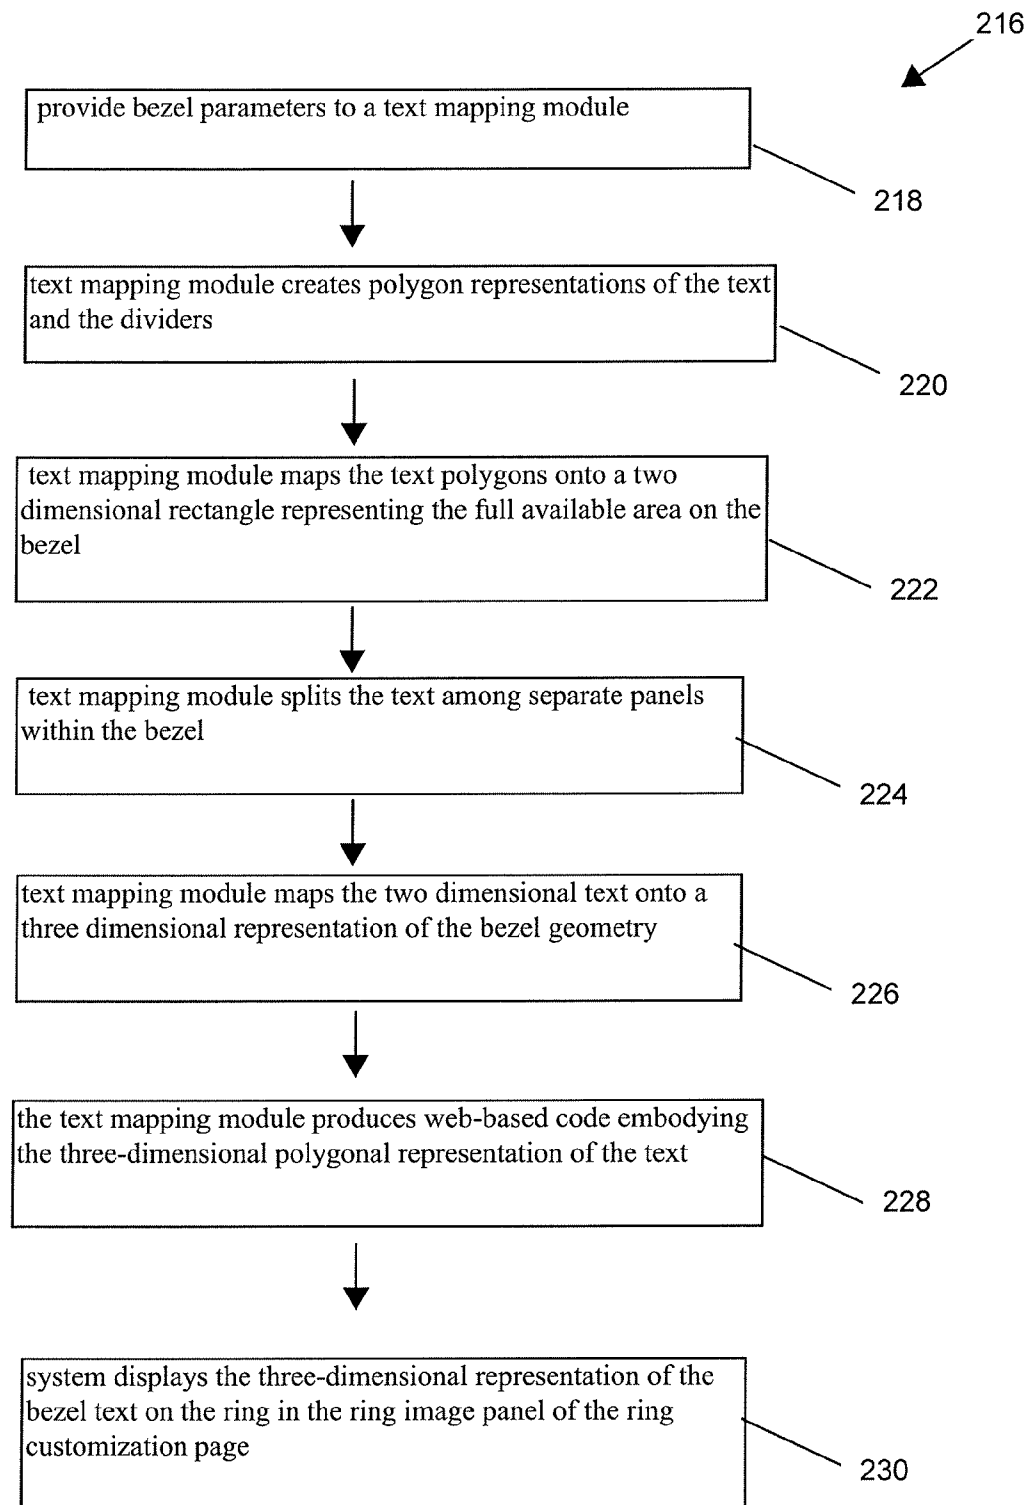 216
provide bezel parameters to a text mapping module
218
text mapping module creates polygon representations of the text
and the dividers
220
text mapping module maps the text polygons onto a two
dimensional rectangle representing the full available area on the
bezel
222
text mapping module splits the text among separate panels
within the bezel
224
text mapping module maps the two dimensional text onto a
three dimensional representation of the bezel geometry
226
the text mapping module produces web-based code embodying
the three-dimensional polygonal representation of the text
228
system displays the three-dimensional representation of the
bezel text on the ring in the ring image panel of the ring
customization page
230